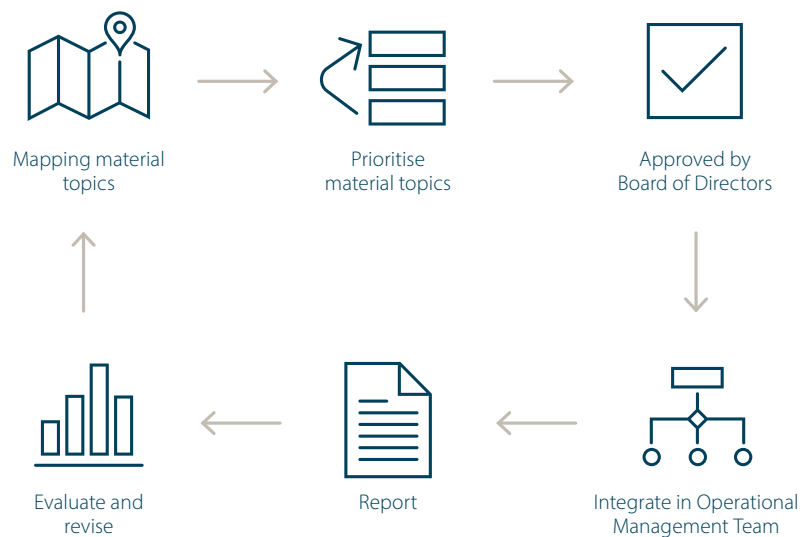 Mapping material
topics
Prioritise
material topics
Approved by
Board of Directors
Evaluate and
revise
Report
Integrate in Operational
Management Team